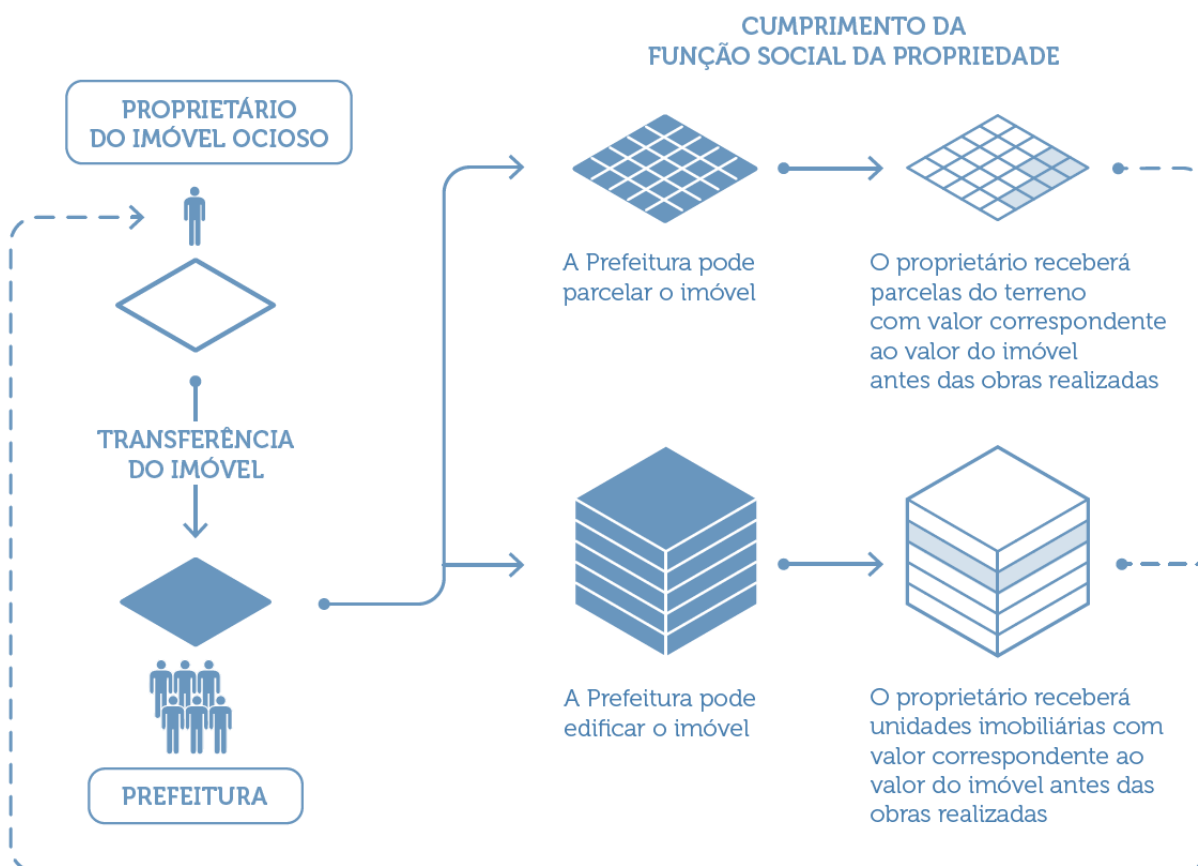 CUMPRIMENTO DA
FUNÇÃO SOCIAL DA PROPRIEDADE
PROPRIETÁRIO
DO IMÓVEL OCIOSO
TRANSFERÊNCIA
DO IMÓVEL
PREFEITURA
A Prefeitura pode
parcelar o imóvel
O proprietário receberá
parcelas do terreno
com valor correspondente
ao valor do imóvel
antes das obras realizadas
A Prefeitura pode
edificar o imóvel
O proprietário receberá
unidades imobiliárias com
valor correspondente ao
valor do imóvel antes das
obras realizadas